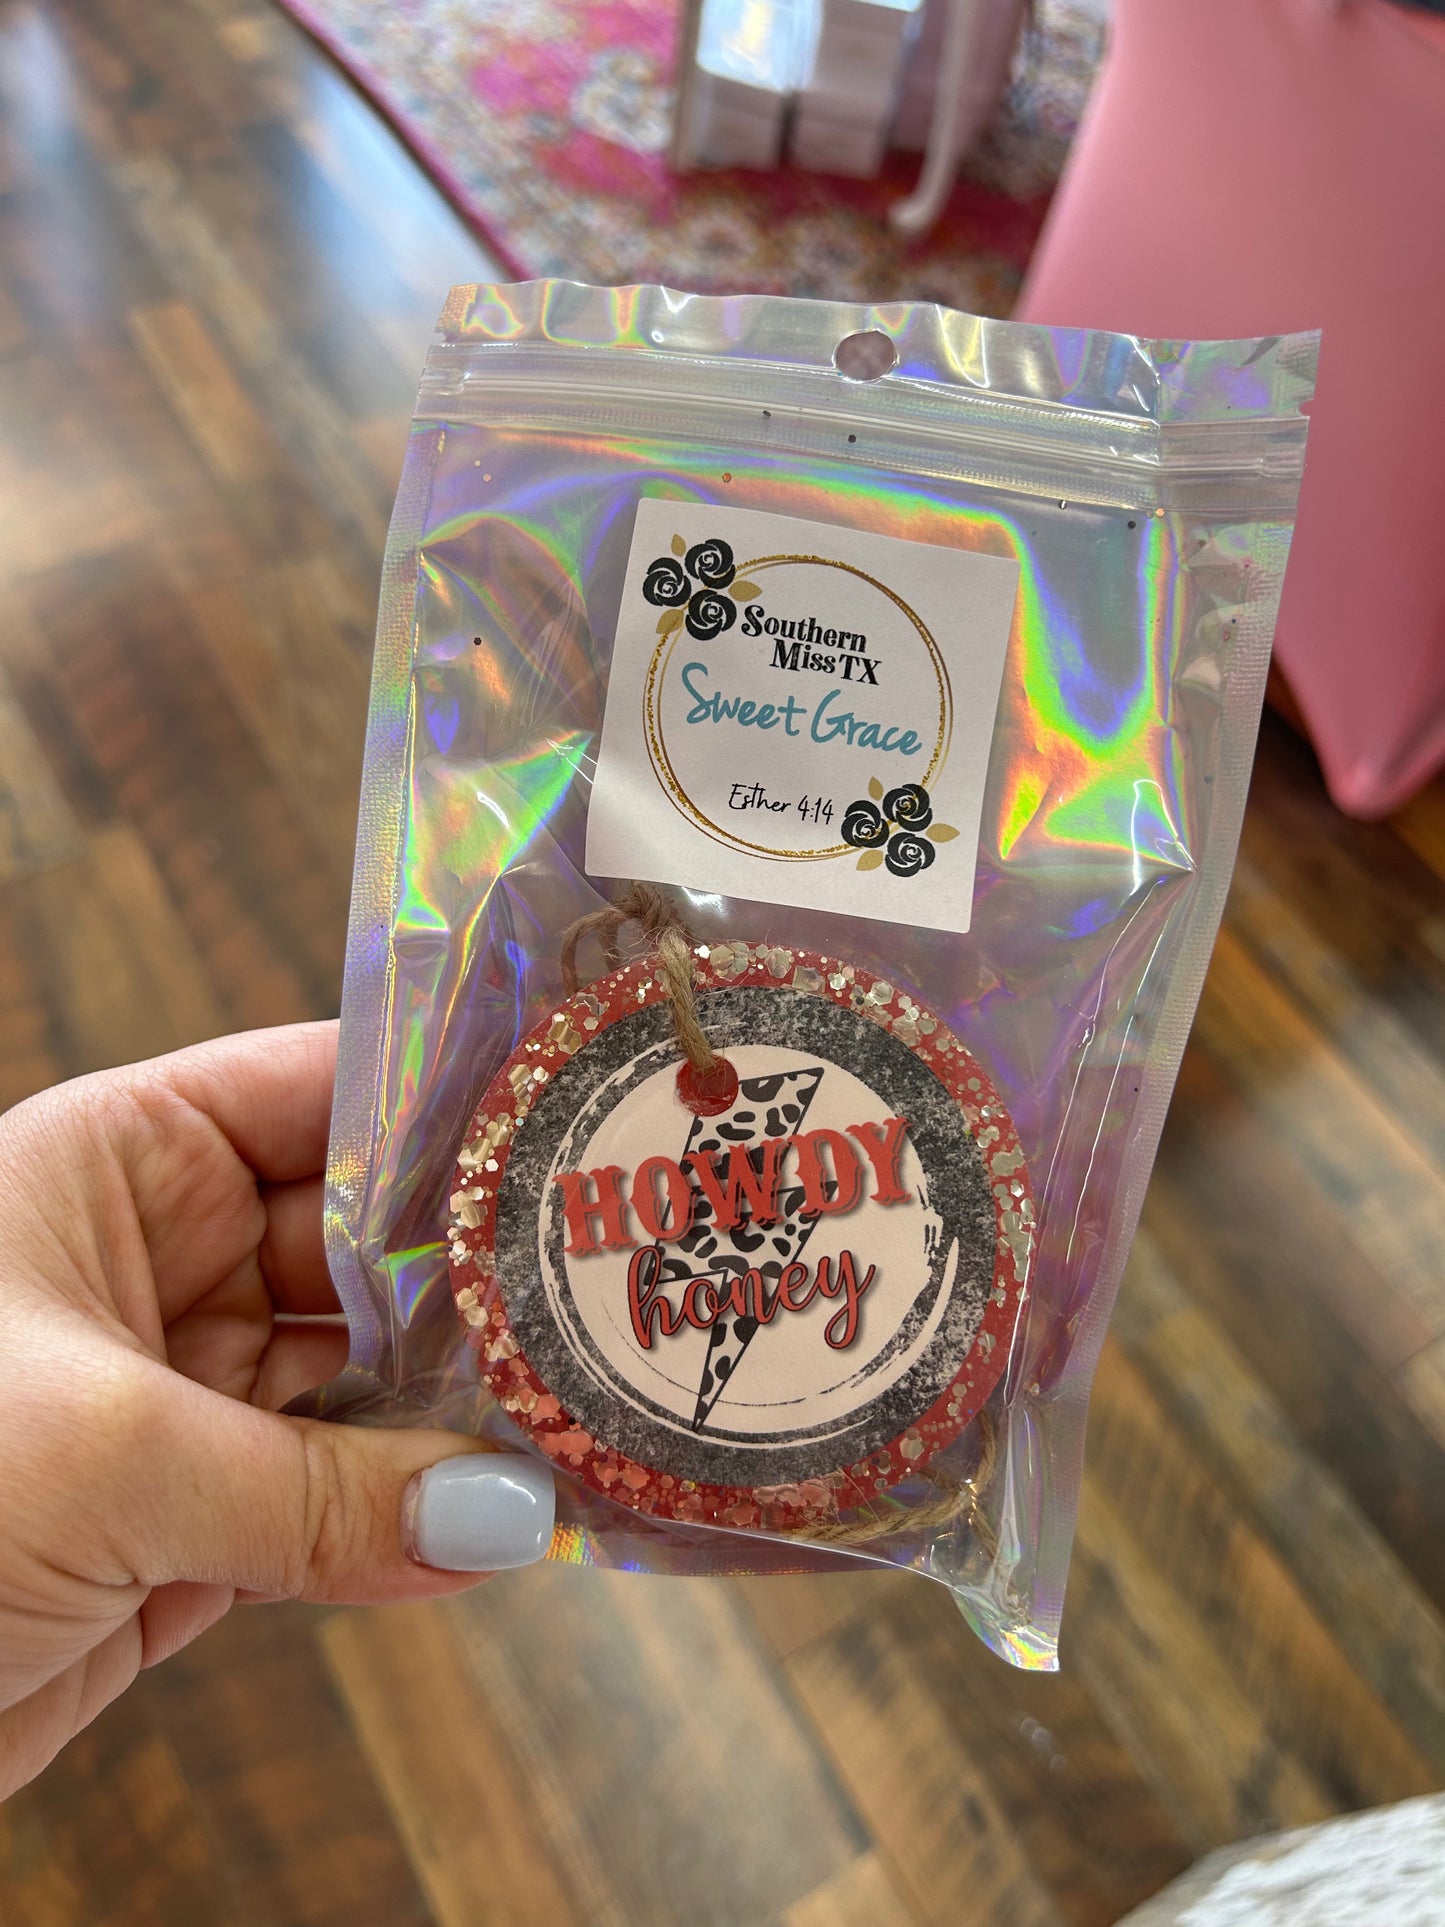 Southern
Miss TX
Sweet Grace
Esther 4:14
HOWDY
honey